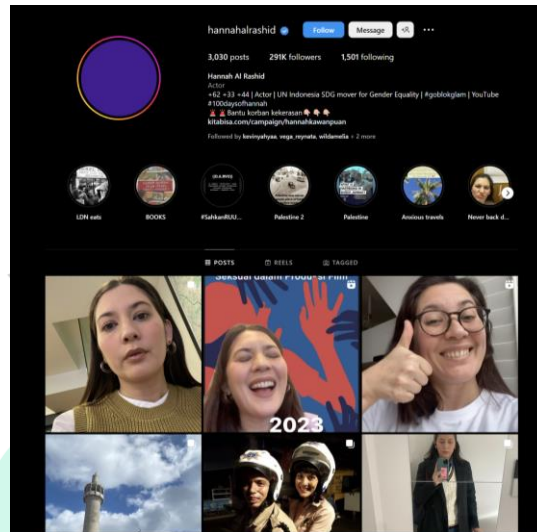 hannahalrashid Follow Message
3,030 posts 291K followers 1,501 following
Hannah Al Rashid
Actor
+62 +33 +44 | Actor | UN Indonesia SDG mover for Gender Equality | #goblokglam | YouTube
#100daysofhannah
Bantu korban kekerasan
kitabisa.com/campaign/hannahkawanpuan
Followed by kevinyahyaa, vega_reynata, wildamelia + 2 more
LDN eats BOOKS #SahkanRUU... Palestine 2 Palestine Anxious travels Never back d...
POSTS REELS TAGGED
Seksual dalam Produksi Film
2023